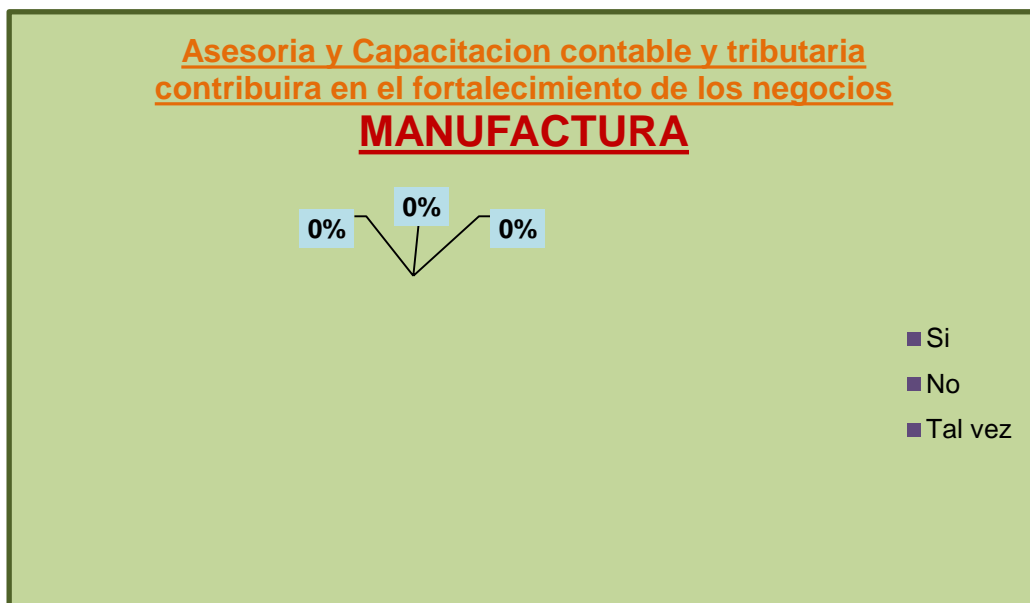 Asesoria y Capacitacion contable y tributaria
contribuira en el fortalecimiento de los negocios
MANUFACTURA
0%
0%
0%
Si
No
Tal vez